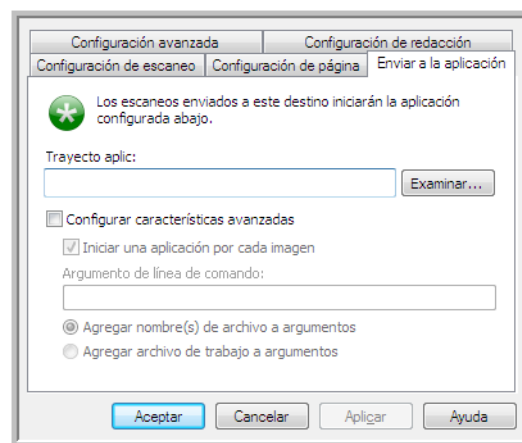 Configuración avanzada
Configuración de redacción
Configuración de escaneo
Configuración de página
Enviar a la aplicación
Los escaneos enviados a este destino iniciarán la aplicación
configurada abajo.
Trayecto aplic:
Examinar...
Configurar características avanzadas
Iniciar una aplicación por cada imagen
Argumento de línea de comando:
Agregar nombre(s) de archivo a argumentos
Agregar archivo de trabajo a argumentos
Aceptar
Cancelar
Aplicar
Ayuda